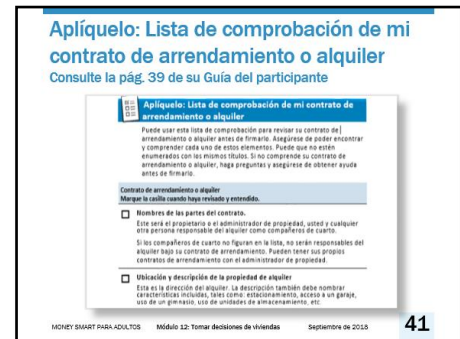 Aplíquelo: Lista de comprobación de mi
contrato de arrendamiento o alquiler
Consulte la pág. 39 de su Guía del participante
Aplíquelo: Lista de comprobación de mi contrato de
arrendamiento o alquiler
Puede usar esta lista de comprobación para revisar su contrato de
arrendamiento o alquiler antes de firmarlo. Asegúrese de poder encontrar
y comprender cada uno de estos elementos. Puede que no estén
enumerados con los mismos títulos. Si no comprende su contrato de
arrendamiento o alquiler, haga preguntas y asegúrese de obtener ayuda
antes de firmarlo.
Contrato de arrendamiento o alquiler
Marque la casilla cuando haya revisado y entendido.
Nombres de las partes del contrato.
Este será el propietario o el administrador de propiedad, usted y cualquier
otra persona responsable del alquiler como compañeros de cuarto.
Si los compañeros de cuarto no figuran en la lista, no serán responsables del
alquiler bajo su contrato de arrendamiento. Pueden tener sus propios
contratos de arrendamiento con el administrador de propiedad.
Ubicación y descripción de la propiedad de alquiler
Esta es la dirección del alquiler. La descripción también debe nombrar
características incluidas, tales como: estacionamiento, acceso a un garaje,
uso de un gimnasio, uso de unidades de almacenamiento, etc.
MONEY SMART PARA ADULTOS Módulo 12: Tomar decisiones de viviendas Septiembre de 2018 41